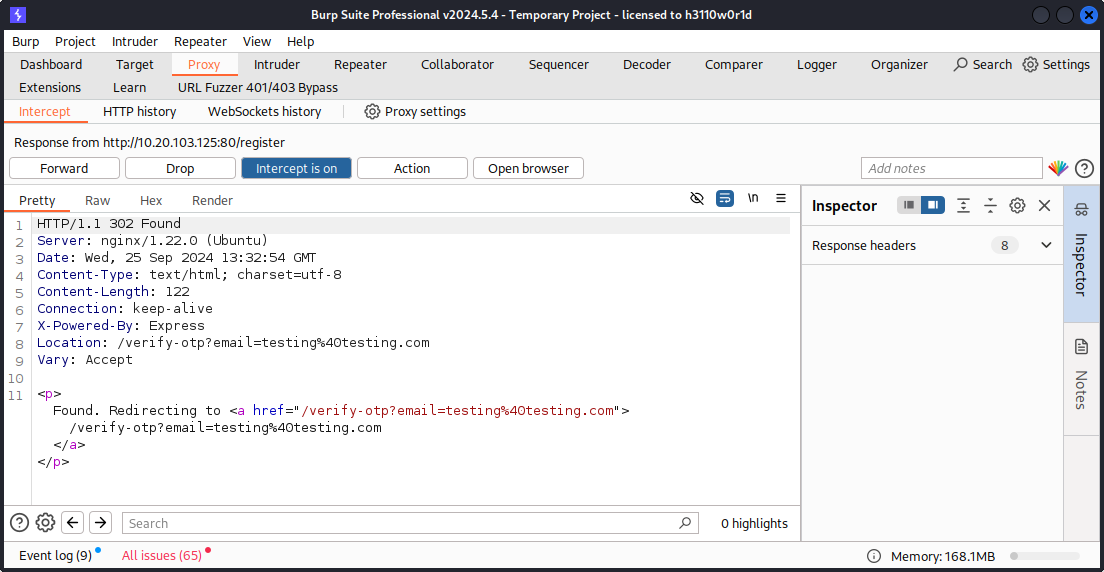 Burp Suite Professional v2024.5.4 - Temporary Project - licensed to h3110w0r1d
Burp Project Intruder Repeater View Help
Dashboard Target Proxy Intruder Repeater Collaborator Sequencer Decoder Comparer Logger Organizer Search Settings
Extensions Learn URL Fuzzer 401/403 Bypass
Intercept HTTP history WebSockets history Proxy settings
Response from http://10.20.103.125:80/register
Forward Drop Intercept is on Action Open browser Add notes
Pretty Raw Hex Render \n
Inspector
Response headers 8
Inspector
Notes
1 HTTP/1.1 302 Found
2 Server: nginx/1.22.0 (Ubuntu)
3 Date: Wed, 25 Sep 2024 13:32:54 GMT
4 Content-Type: text/html; charset=utf-8
5 Content-Length: 122
6 Connection: keep-alive
7 X-Powered-By: Express
8 Location: /verify-otp?email=testing%40testing.com
9 Vary: Accept
10
11 <p>
Found. Redirecting to <a href="/verify-otp?email=testing%40testing.com">
/verify-otp?email=testing%40testing.com
</a>
</p>
Search 0 highlights
Event log (9) All issues (65) Memory: 168.1MB